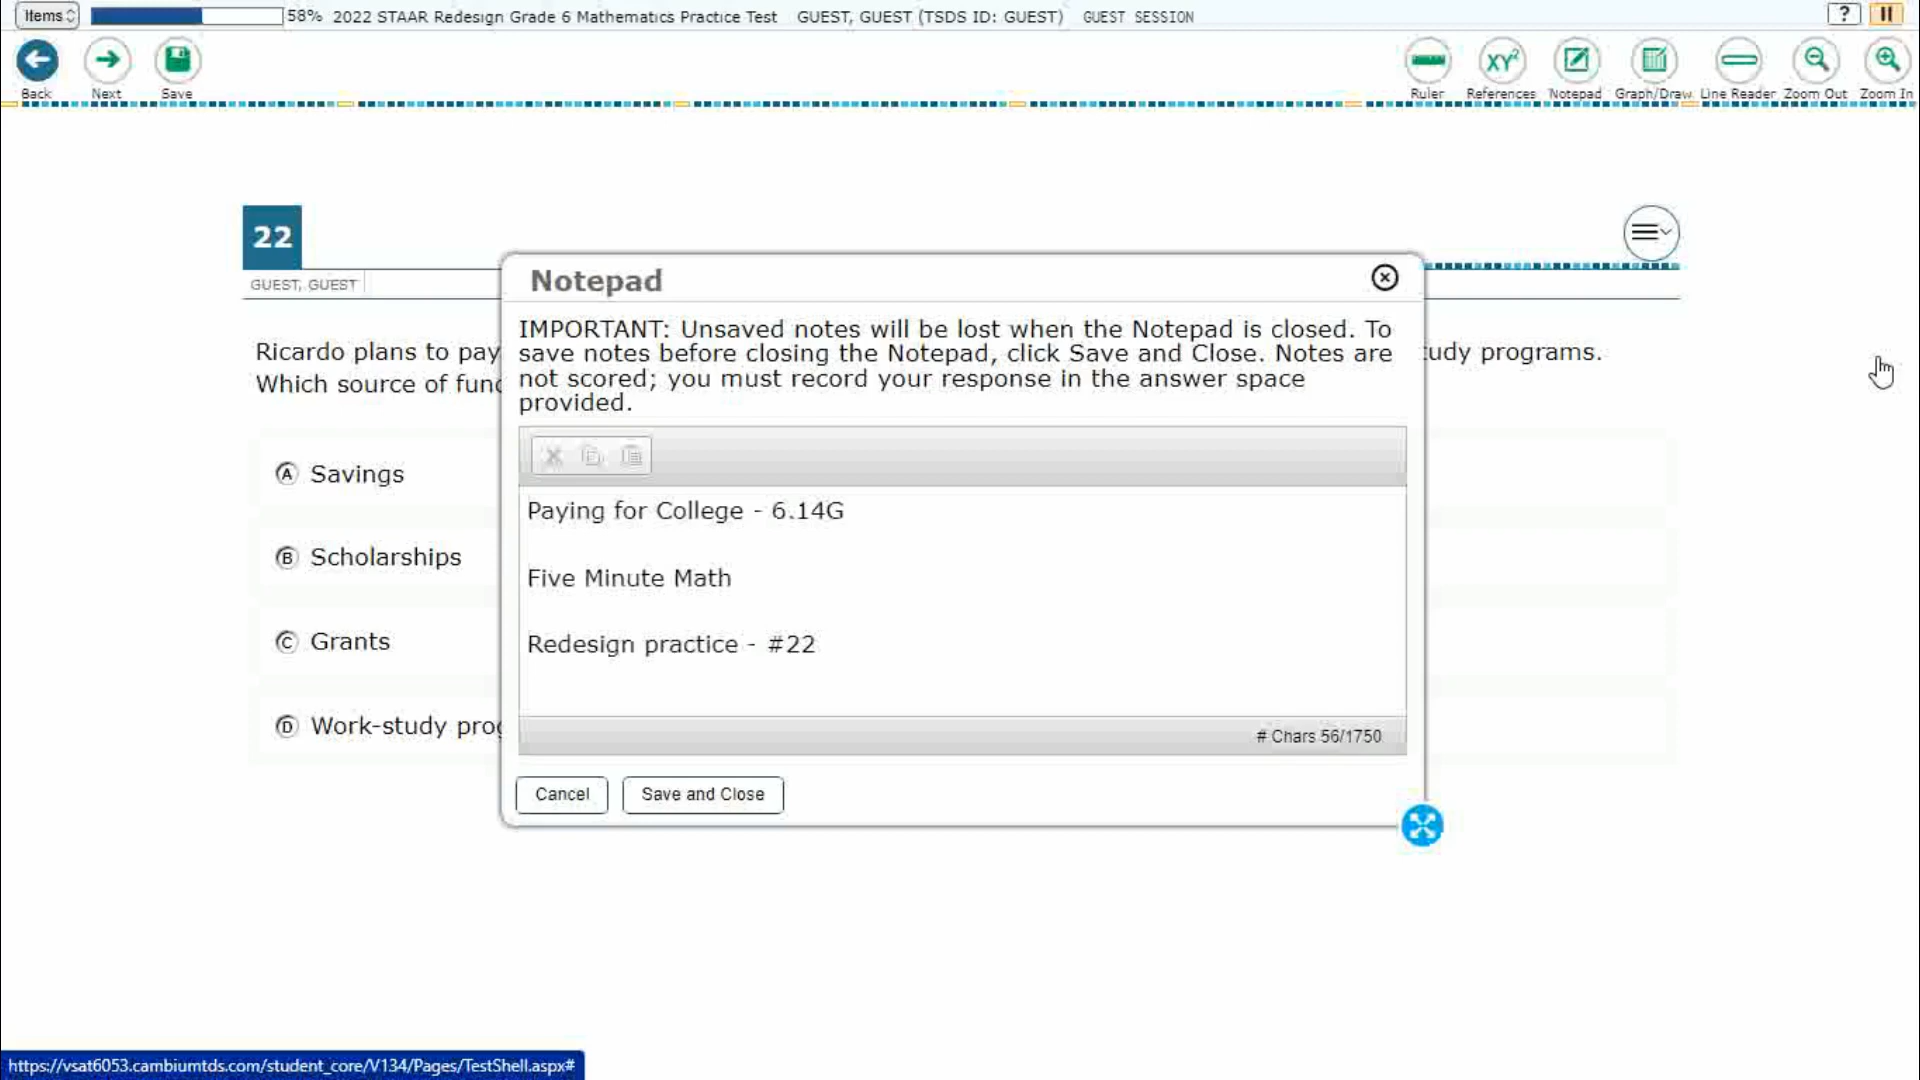 Items
58% 2022 STAAR Redesign Grade 6 Mathematics Practice Test GUEST, GUEST (TSDS ID: GUEST) GUEST SESSION
?
Back Next Save
XY²
Ruler References Notepad Graph/Draw Line Reader Zoom Out Zoom In
22
GUEST, GUEST
Ricardo plans to pay
udy programs.
Which source of fund
A Savings
B Scholarships
C Grants
D Work-study prog
Notepad
IMPORTANT: Unsaved notes will be lost when the Notepad is closed. To
save notes before closing the Notepad, click Save and Close. Notes are
not scored; you must record your response in the answer space
provided.
Paying for College - 6.14G
Five Minute Math
Redesign practice - #22
# Chars 56/1750
Cancel Save and Close
https://vsat6053.cambiumtds.com/student_core/V134/Pages/TestShell.aspx#